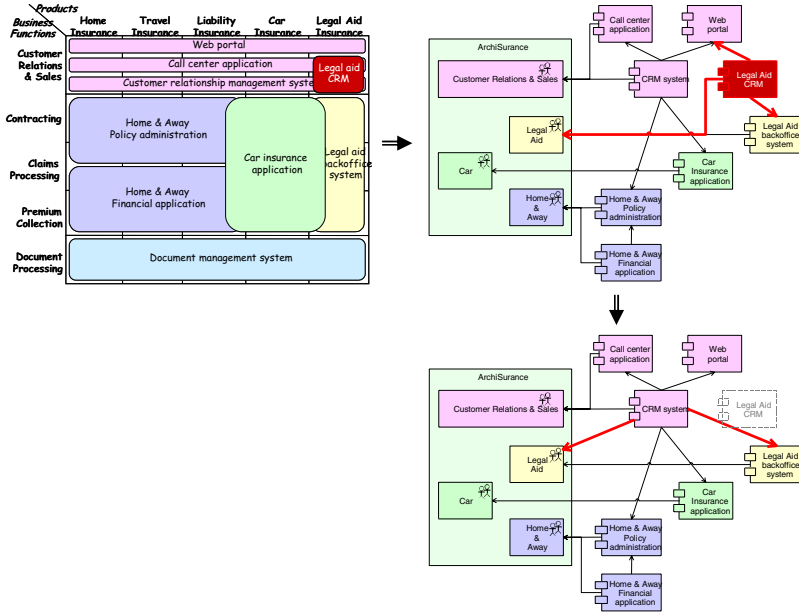 Products
Business
Functions
Home
Insurance
Travel
Insurance
Liability
Insurance
Car
Insurance
Legal Aid
Insurance
Customer
Relations
& Sales
Web portal
Call center application
Customer relationship management system
Legal aid
CRM
Contracting
Claims
Processing
Premium
Collection
Document
Processing
Home & Away
Policy administration
Home & Away
Financial application
Car insurance
application
Legal aid
backoffice
system
Document management system
ArchiSurance
Customer Relations & Sales
Legal
Aid
Car
Home
&
Away
Call center
application
Web
portal
CRM system
Legal Aid
CRM
Legal Aid
backoffice
system
Car
Insurance
application
Home & Away
Policy
administration
Home & Away
Financial
application
ArchiSurance
Customer Relations & Sales
Legal
Aid
Car
Home
&
Away
Call center
application
Web
portal
CRM system
Legal Aid
CRM
Legal Aid
backoffice
system
Car
Insurance
application
Home & Away
Policy
administration
Home & Away
Financial
application